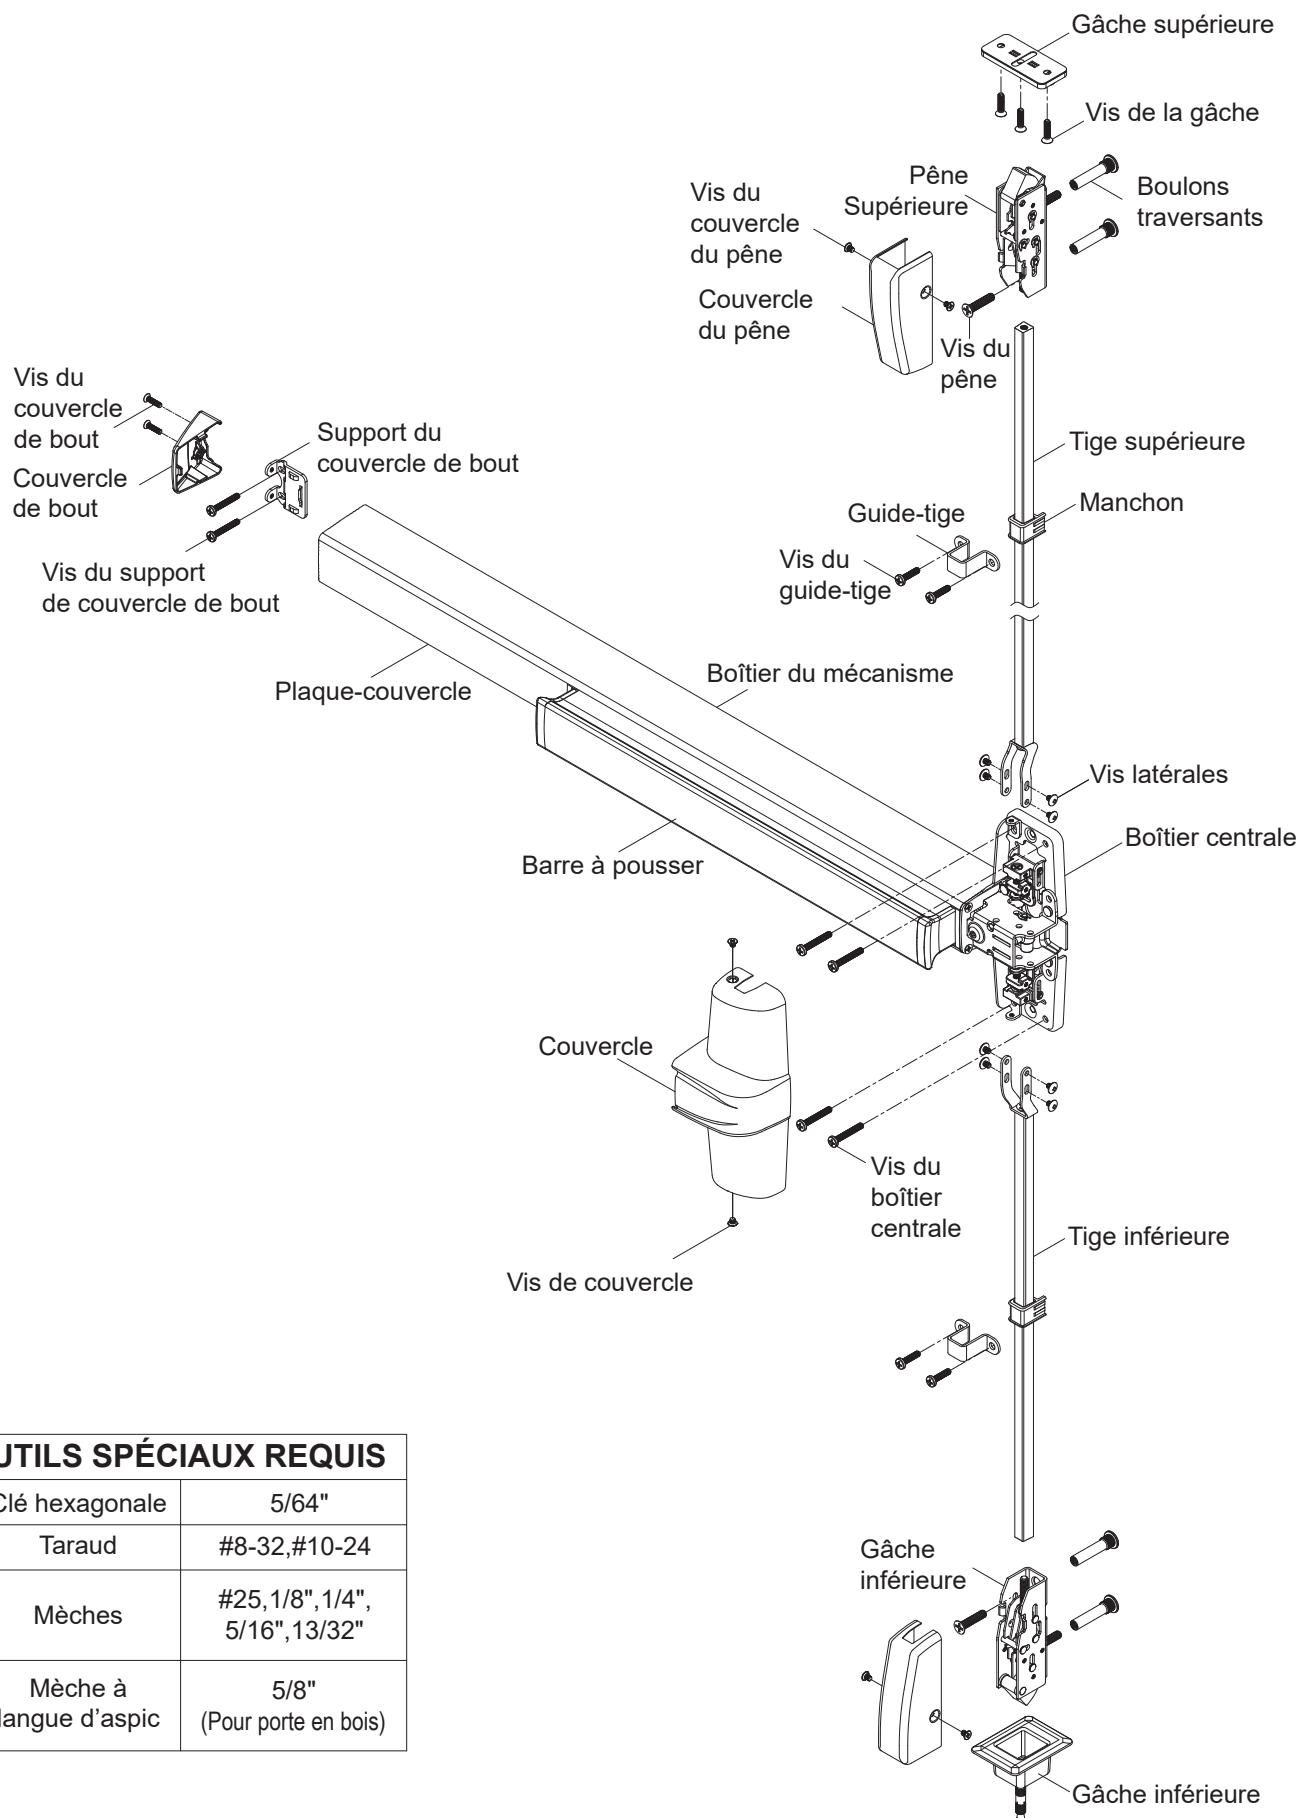 Gâche supérieure
Vis de la gâche
Pêne
Supérieure
Boulons
traversants
Vis du
couvercle
du pêne
Couvercle
du pêne
Vis du
pêne
Vis du
couvercle
de bout
Couvercle
de bout
Support du
couvercle de bout
Vis du support
de couvercle de bout
Tige supérieure
Manchon
Guide-tige
Vis du
guide-tige
Plaque-couvercle
Boîtier du mécanisme
Vis latérales
Boîtier centrale
Barre à pousser
Couvercle
Vis du
boîtier
centrale
Tige inférieure
Vis de couvercle
UTILS SPÉCIAUX REQUIS
Clé hexagonale 5/64"
Taraud #8-32,#10-24
Mèches #25,1/8",1/4",
5/16",13/32"
Mèche à
langue d’aspic
5/8"
(Pour porte en bois)
Gâche
inférieure
Gâche inférieure